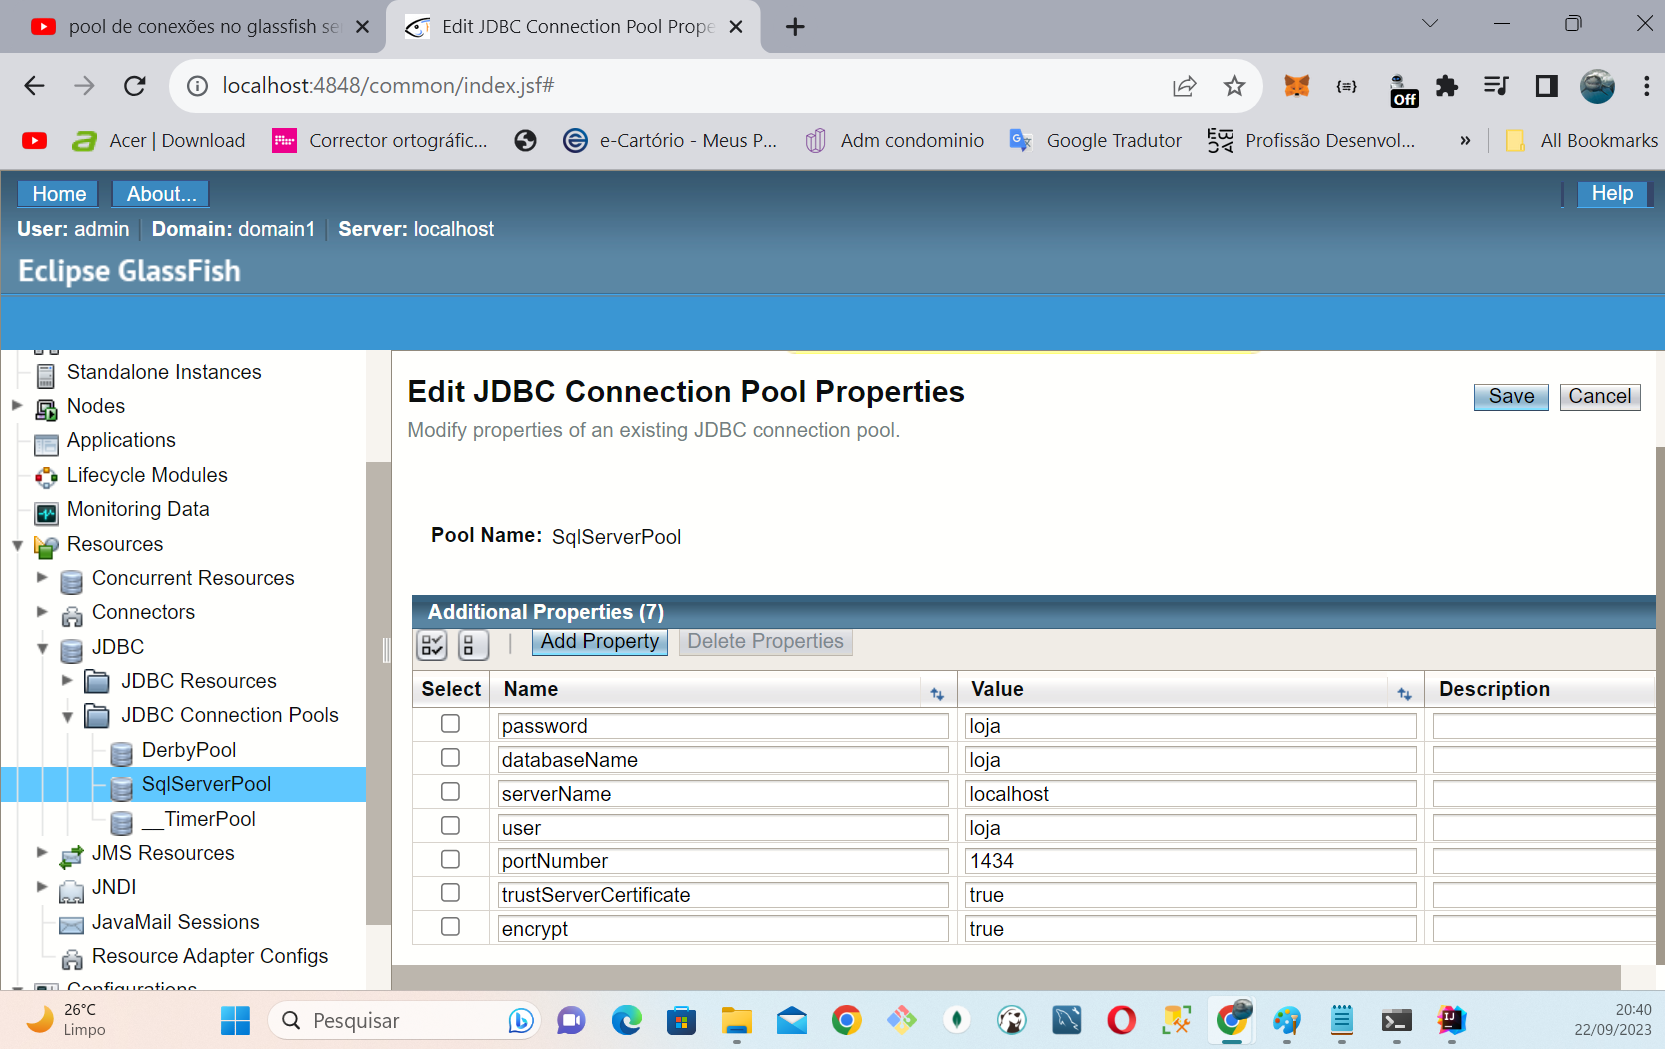 pool de conexões no glassfish se
Edit JDBC Connection Pool Prope
localhost:4848/common/index.jsf#
Off
Acer | Download
Corrector ortográfic...
e-Cartório - Meus P...
Adm condominio
Google Tradutor
Profissão Desenvol...
»
All Bookmarks
Home
About...
Help
User: admin
Domain: domain1
Server: localhost
Eclipse GlassFish
Standalone Instances
Nodes
Applications
Lifecycle Modules
Monitoring Data
Resources
Concurrent Resources
Connectors
JDBC
JDBC Resources
JDBC Connection Pools
DerbyPool
SqlServerPool
__TimerPool
JMS Resources
JNDI
JavaMail Sessions
Resource Adapter Configs
Configurations
Edit JDBC Connection Pool Properties
Save
Cancel
Modify properties of an existing JDBC connection pool.
Pool Name: SqlServerPool
Additional Properties (7)
Add Property
Delete Properties
Select Name Value Description
password loja
databaseName loja
serverName localhost
user loja
portNumber 1434
trustServerCertificate true
encrypt true
26°C
Limpo
Pesquisar
20:40
22/09/2023